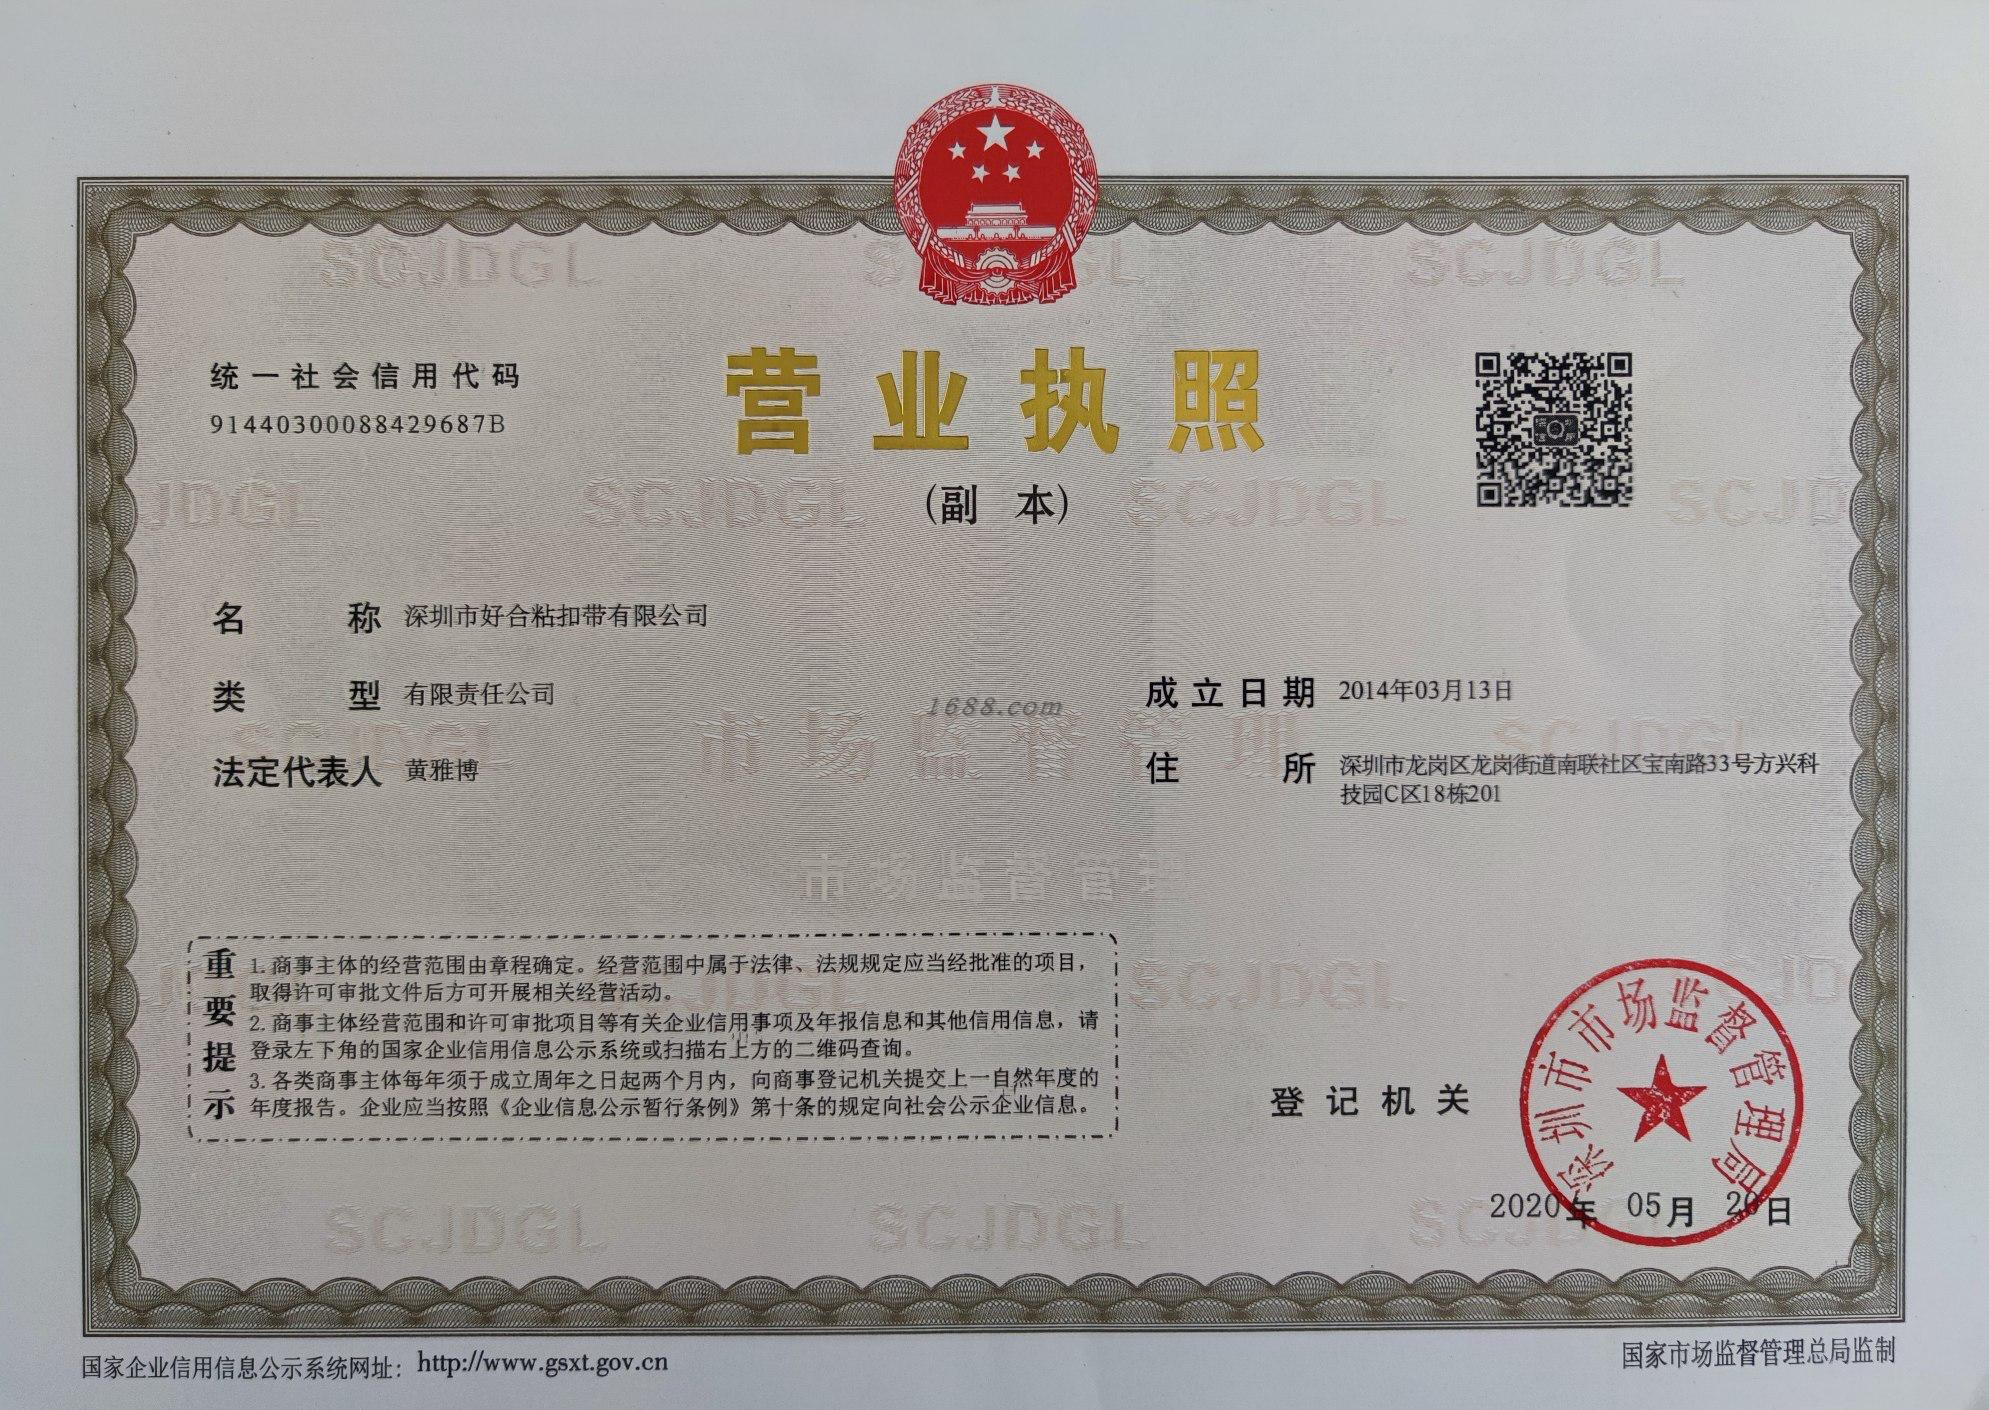 营业执照
(副 本)
统一社会信用代码
91440300088429687B
名 称 深圳市好合粘扣带有限公司
类 型 有限责任公司
法定代表人 黄雅博
成立日期 2014年03月13日
住 所 深圳市龙岗区龙岗街道南联社区宝南路33号方兴科
技园C区18栋201
1688.com
市场监督管理
市场监督管理
重要提示
1. 商事主体的经营范围由章程确定。经营范围中属于法律、法规规定应当经批准的项目，
取得许可审批文件后方可开展相关经营活动。
2. 商事主体经营范围和许可审批项目等有关企业信用事项及年报信息和其他信用信息，请
登录左下角的国家企业信用信息公示系统或扫描右上方的二维码查询。
3. 各类商事主体每年须于成立周年之日起两个月内，向商事登记机关提交上一自然年度的
年度报告。企业应当按照《企业信息公示暂行条例》第十条的规定向社会公示企业信息。
登记机关
深圳市市场监督管理局
2020年 05月 20日
SCJDGL
国家企业信用信息公示系统网址：http://www.gsxt.gov.cn
国家市场监督管理总局监制